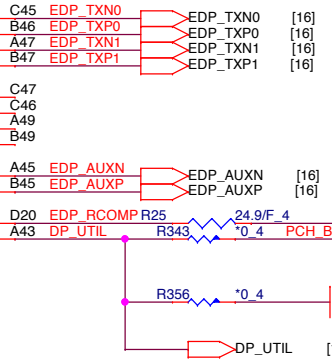 C45 EDP_TXN0 EDP_TXN0 [16]
B46 EDP_TXP0 EDP_TXP0 [16]
A47 EDP_TXN1 EDP_TXN1 [16]
B47 EDP_TXP1 EDP_TXP1 [16]
C47
C46
A49
B49
A45 EDP_AUXN EDP_AUXN [16]
B45 EDP_AUXP EDP_AUXP [16]
D20 EDP_RCOMP R25 24.9/F_4
A43 DP_UTIL R343 *0_4 PCH_B
R356 *0_4
DP_UTIL [